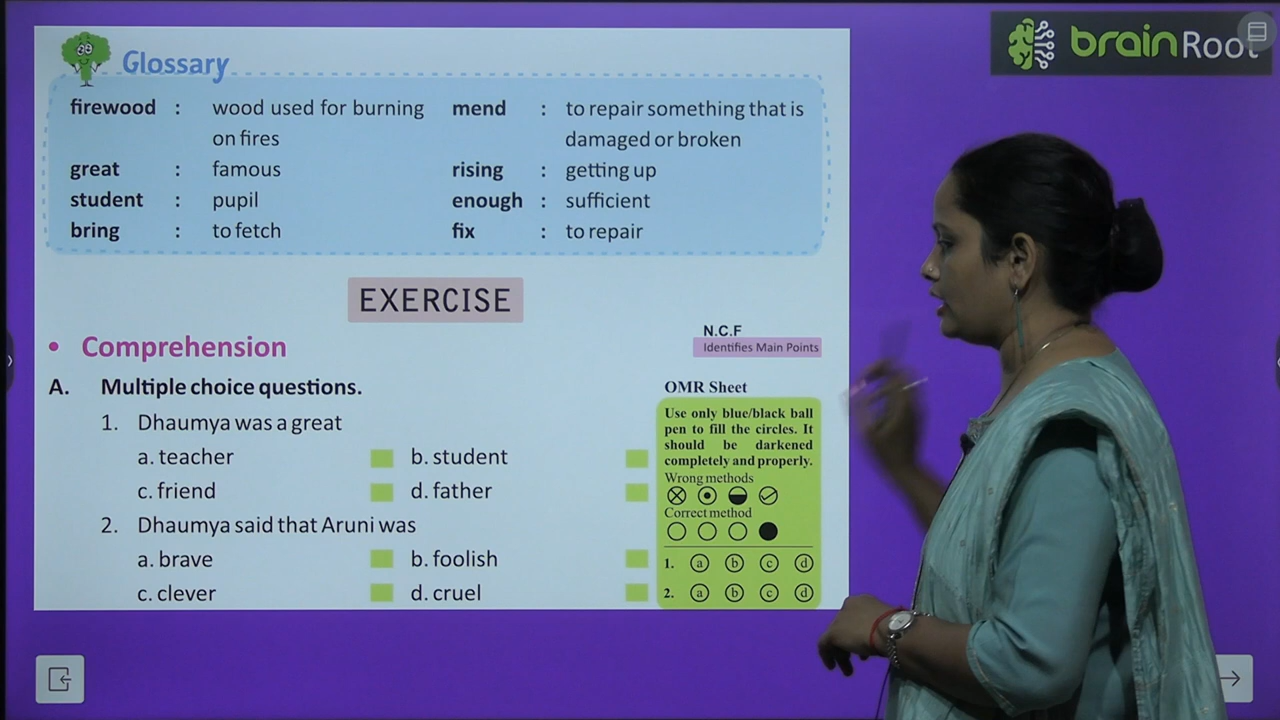 brainRoot
Glossary
firewood : wood used for burning on fires
great : famous
student : pupil
bring : to fetch
mend : to repair something that is damaged or broken
rising : getting up
enough : sufficient
fix : to repair
EXERCISE
• Comprehension
N.C.F
Identifies Main Points
A. Multiple choice questions.
1. Dhaumya was a great
a. teacher b. student
c. friend d. father
2. Dhaumya said that Aruni was
a. brave b. foolish
c. clever d. cruel
OMR Sheet
Use only blue/black ball
pen to fill the circles. It
should be darkened
completely and properly.
Wrong methods
Correct method
1. a b c d
2. a b c d